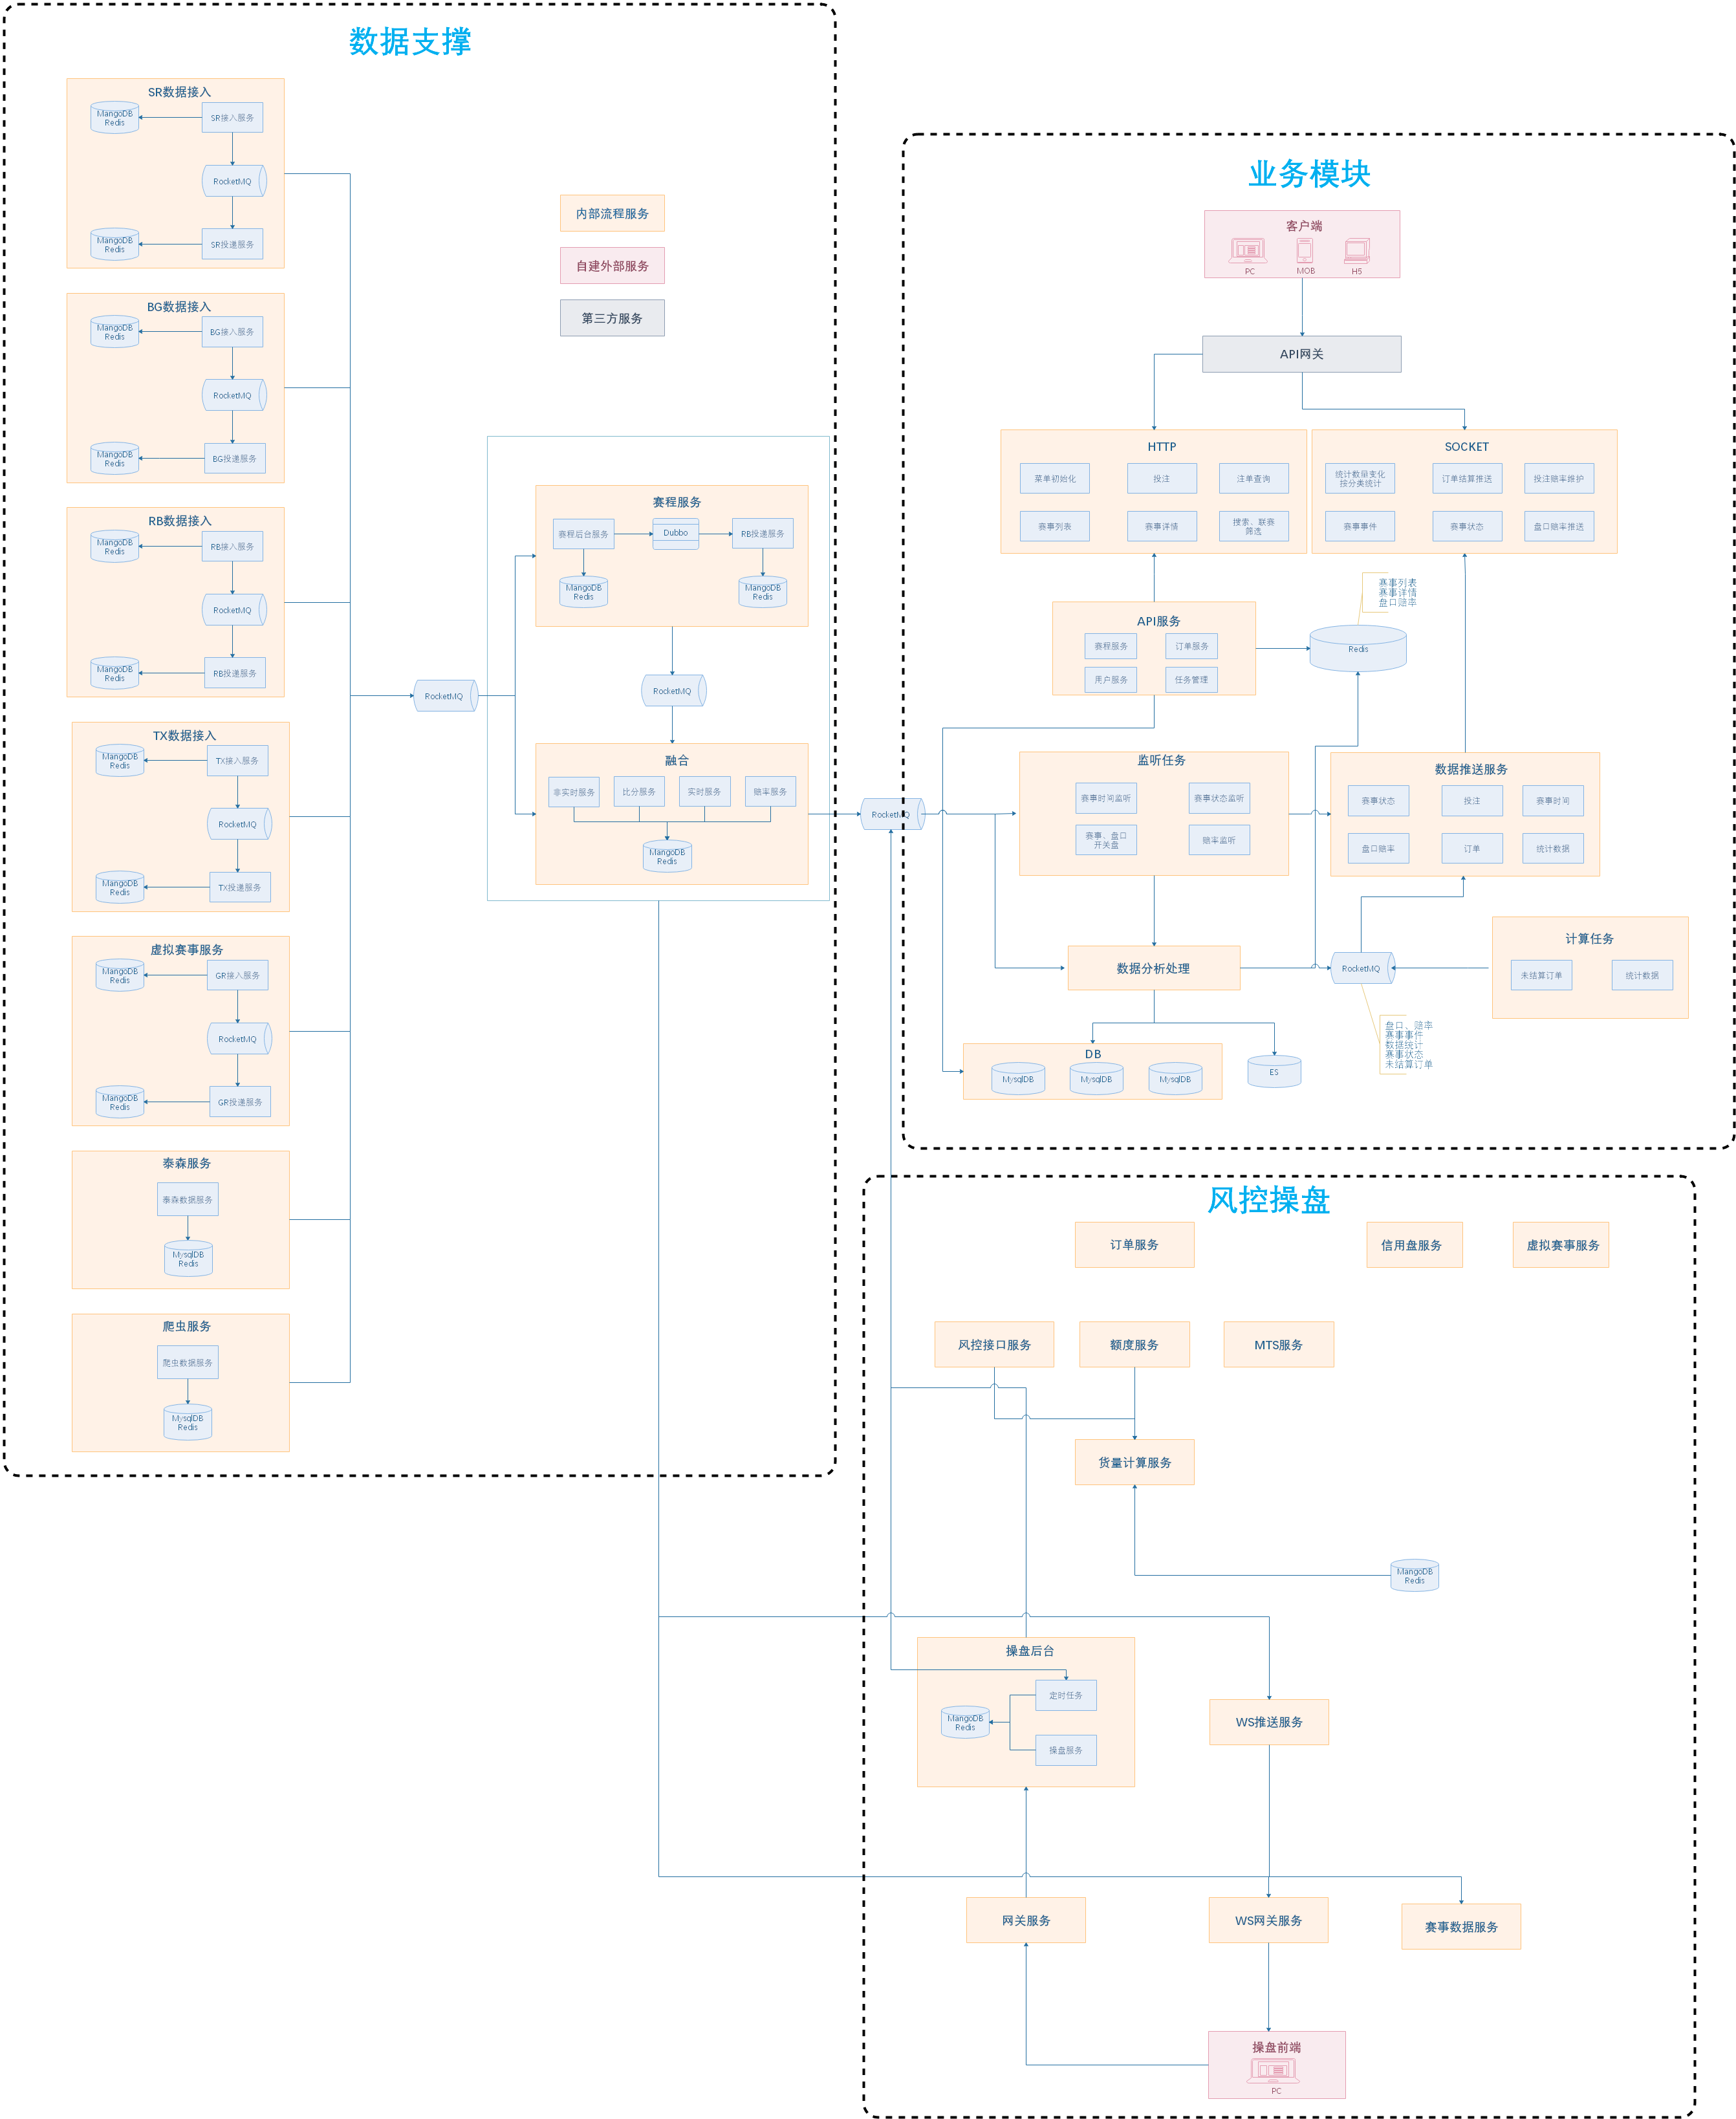 数据支撑
SR数据接入
MangoDB
Redis
SR接入服务
RocketMQ
MangoDB
Redis
SR投递服务
BG数据接入
MangoDB
Redis
BG接入服务
RocketMQ
MangoDB
Redis
BG投递服务
RB数据接入
MangoDB
Redis
RB接入服务
RocketMQ
MangoDB
Redis
RB投递服务
TX数据接入
MangoDB
Redis
TX接入服务
RocketMQ
MangoDB
Redis
TX投递服务
虚拟赛事服务
MangoDB
Redis
GR接入服务
RocketMQ
MangoDB
Redis
GR投递服务
泰森服务
泰森数据服务
MysqlDB
Redis
爬虫服务
爬虫数据服务
MysqlDB
Redis
内部流程服务
自建外部服务
第三方服务
RocketMQ
赛程服务
赛程后台服务
Dubbo
RB投递服务
MangoDB
Redis
MangoDB
Redis
RocketMQ
融合
非实时服务
比分服务
实时服务
赔率服务
MangoDB
Redis
RocketMQ
业务模块
客户端
PC
MOB
H5
API网关
HTTP
菜单初始化
投注
注单查询
赛事列表
赛事详情
搜索、联赛
筛选
SOCKET
统计数量变化
按分类统计
订单结算推送
投注赔率维护
赛事事件
赛事状态
盘口赔率推送
API服务
赛程服务
订单服务
用户服务
任务管理
赛事列表
赛事详情
盘口赔率
Redis
监听任务
赛事时间监听
赛事状态监听
赛事、盘口
开关盘
赔率监听
数据推送服务
赛事状态
投注
赛事时间
盘口赔率
订单
统计数据
数据分析处理
RocketMQ
计算任务
未结算订单
统计数据
盘口、赔率
赛事事件
数据统计
赛事状态
未结算订单
DB
MysqlDB
MysqlDB
MysqlDB
ES
风控操盘
订单服务
信用盘服务
虚拟赛事服务
风控接口服务
额度服务
MTS服务
货量计算服务
MangoDB
Redis
操盘后台
定时任务
MangoDB
Redis
操盘服务
WS推送服务
网关服务
WS网关服务
赛事数据服务
操盘前端
PC